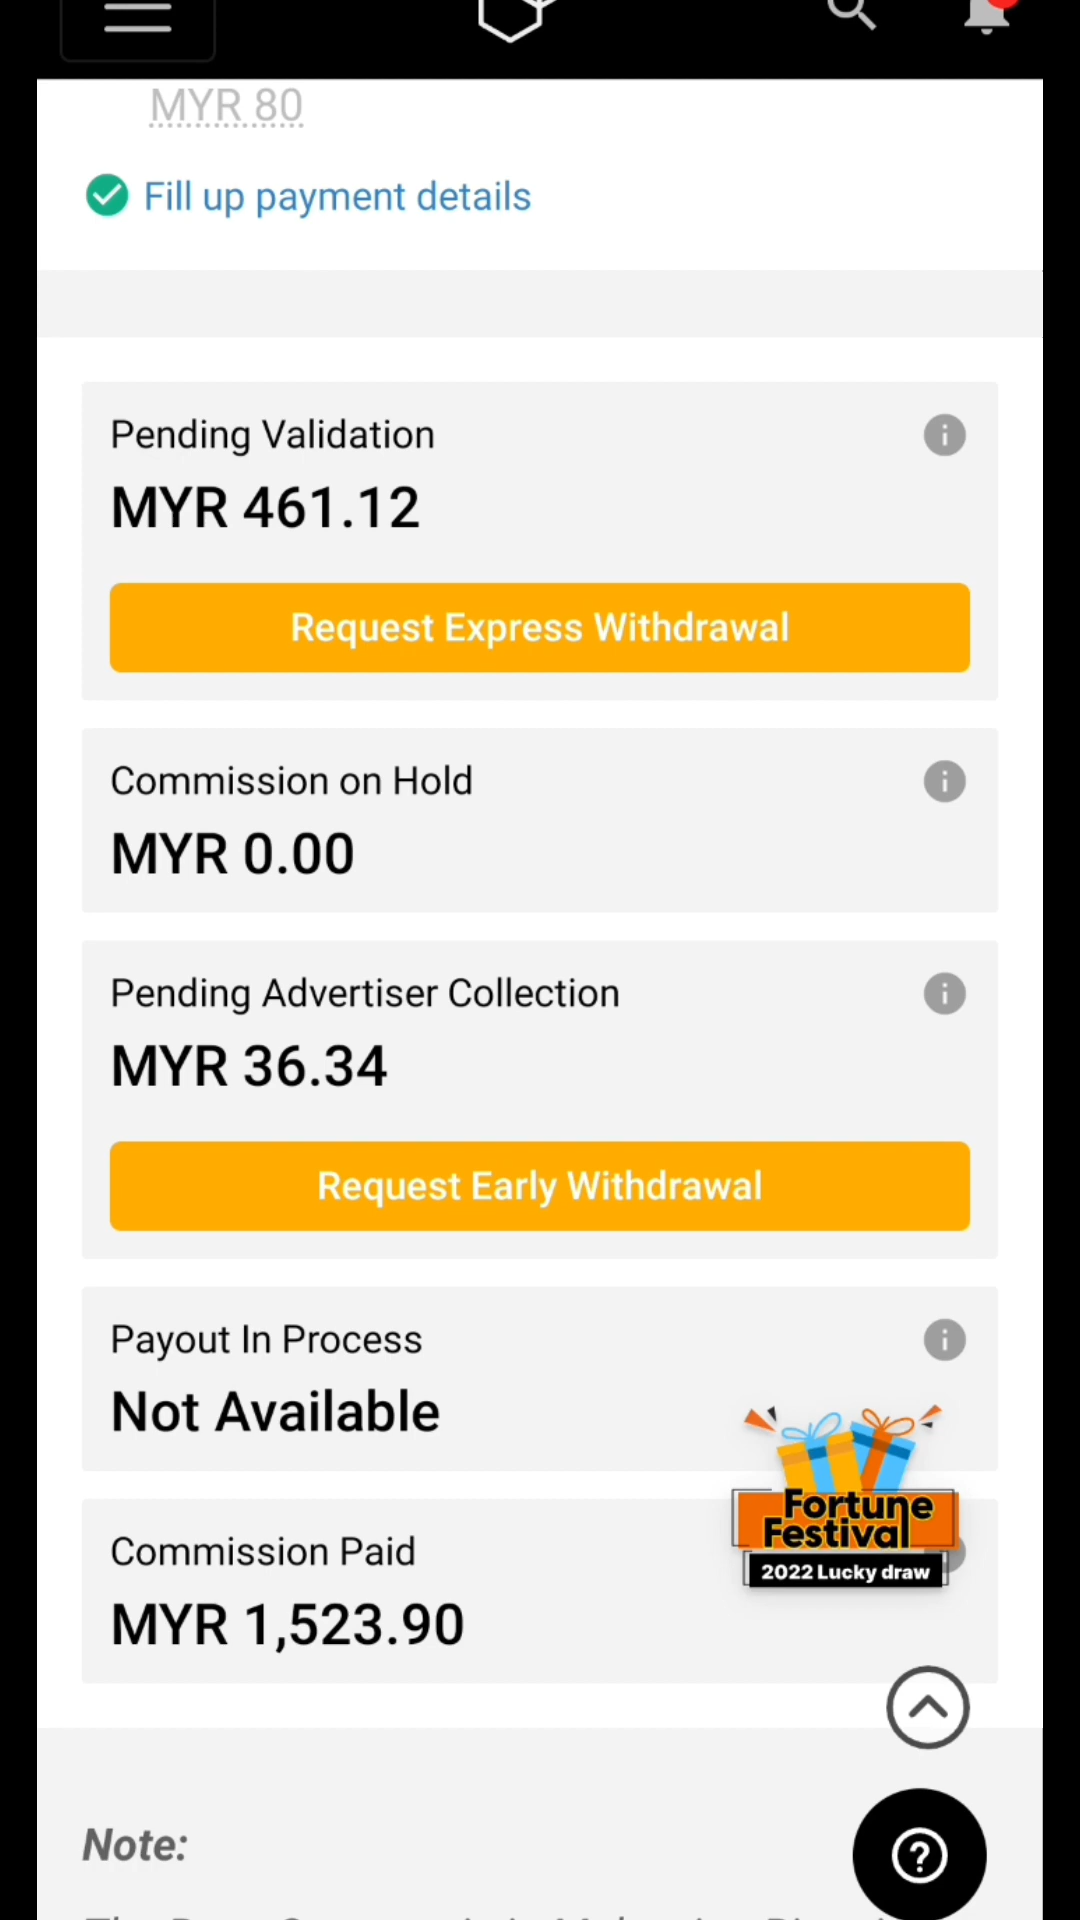 MYR 80
Fill up payment details
Pending Validation
MYR 461.12
Request Express Withdrawal
Commission on Hold
MYR 0.00
Pending Advertiser Collection
MYR 36.34
Request Early Withdrawal
Payout In Process
Not Available
Fortune
Festival
2022 Lucky draw
Commission Paid
MYR 1,523.90
Note: